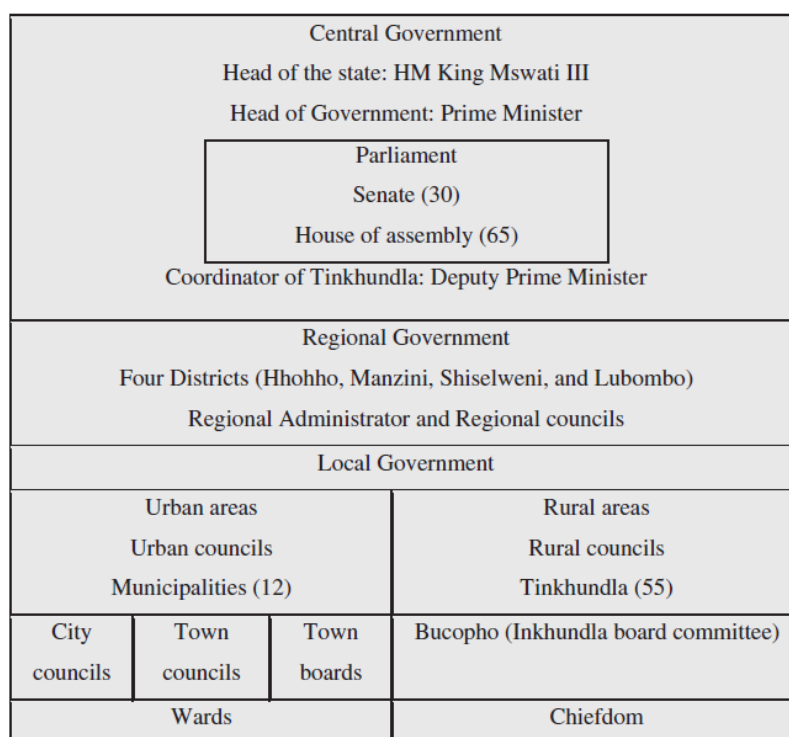 Central Government
Head of the state: HM King Mswati III
Head of Government: Prime Minister
Parliament
Senate (30)
House of assembly (65)
Coordinator of Tinkhundla: Deputy Prime Minister
Regional Government
Four Districts (Hhohho, Manzini, Shiselweni, and Lubombo)
Regional Administrator and Regional councils
Local Government
Urban areas
Urban councils
Municipalities (12)
Rural areas
Rural councils
Tinkhundla (55)
City
councils
Town
councils
Town
boards
Bucopho (Inkhundla board committee)
Wards
Chiefdom